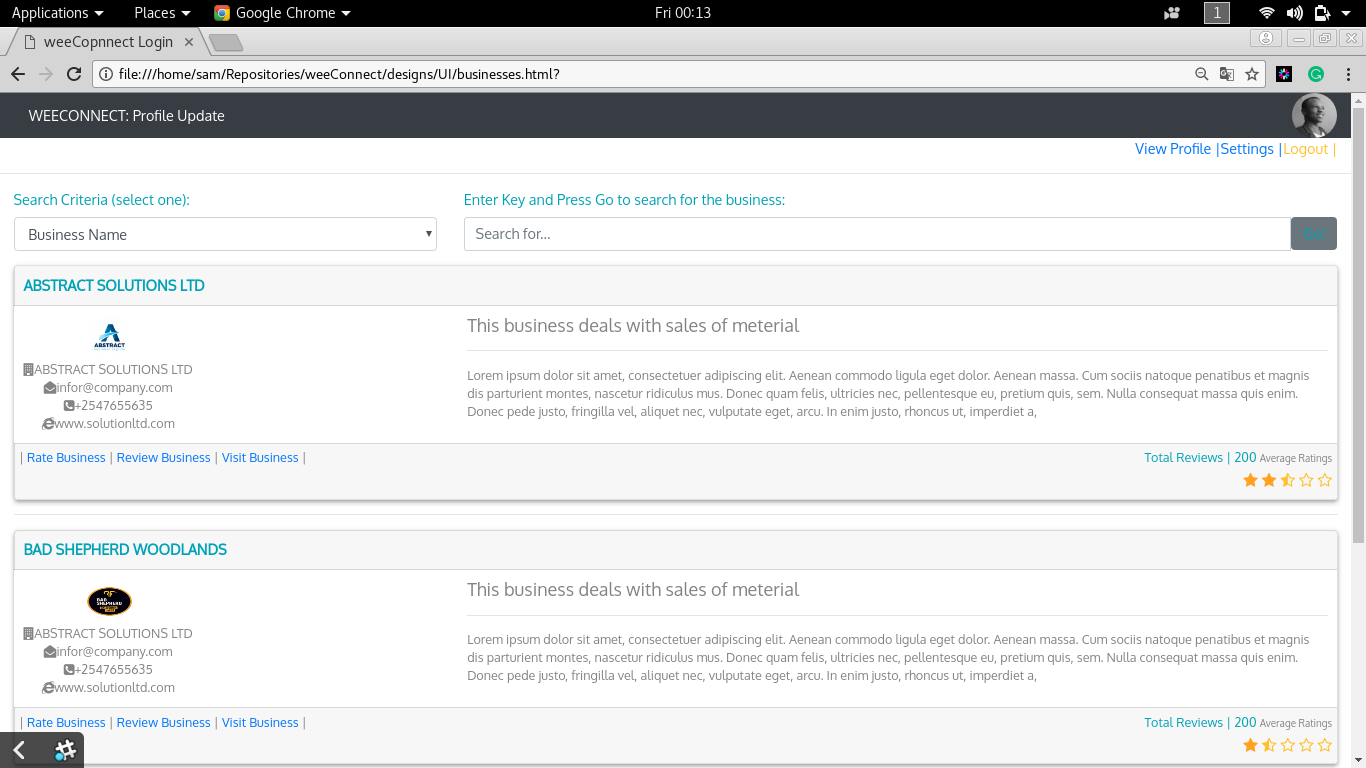 Applications Places Google Chrome Fri 00:13 1
weeCopnnect Login
file:///home/sam/Repositories/weeConnect/designs/UI/businesses.html?
WEECONNECT: Profile Update
View Profile |Settings |Logout |
Search Criteria (select one): Enter Key and Press Go to search for the business:
Business Name Search for... Go!
ABSTRACT SOLUTIONS LTD
This business deals with sales of meterial
ABSTRACT
ABSTRACT SOLUTIONS LTD
infor@company.com
+2547655635
www.solutionltd.com
Lorem ipsum dolor sit amet, consectetuer adipiscing elit. Aenean commodo ligula eget dolor. Aenean massa. Cum sociis natoque penatibus et magnis
dis parturient montes, nascetur ridiculus mus. Donec quam felis, ultricies nec, pellentesque eu, pretium quis, sem. Nulla consequat massa quis enim.
Donec pede justo, fringilla vel, aliquet nec, vulputate eget, arcu. In enim justo, rhoncus ut, imperdiet a,
| Rate Business | Review Business | Visit Business | Total Reviews | 200 Average Ratings
BAD SHEPHERD WOODLANDS
This business deals with sales of meterial
BAD
SHEPHERD
ABSTRACT SOLUTIONS LTD
infor@company.com
+2547655635
www.solutionltd.com
Lorem ipsum dolor sit amet, consectetuer adipiscing elit. Aenean commodo ligula eget dolor. Aenean massa. Cum sociis natoque penatibus et magnis
dis parturient montes, nascetur ridiculus mus. Donec quam felis, ultricies nec, pellentesque eu, pretium quis, sem. Nulla consequat massa quis enim.
Donec pede justo, fringilla vel, aliquet nec, vulputate eget, arcu. In enim justo, rhoncus ut, imperdiet a,
| Rate Business | Review Business | Visit Business | Total Reviews | 200 Average Ratings